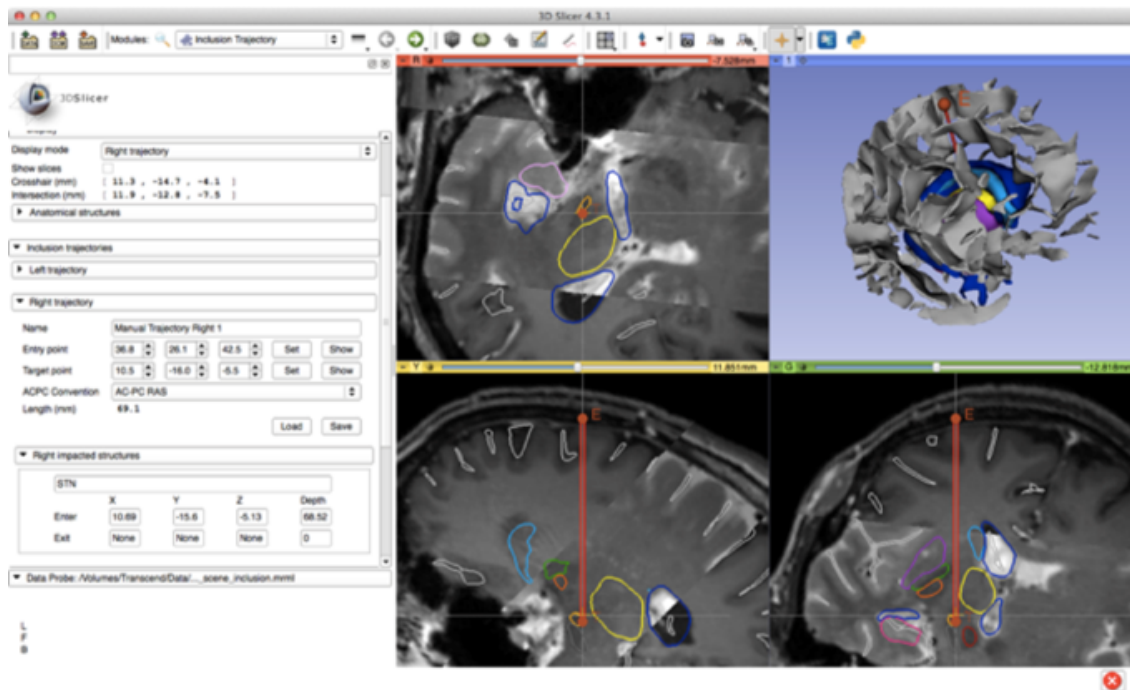 3D Slicer 4.3.1
Modules: Inclusion Trajectory
3DSlicer
Display
Display mode Right trajectory
Show slices
Crosshair (mm) [ 11.3 , -14.7 , -4.1 ]
Intersection (mm) [ 11.9 , -12.8 , -7.5 ]
Anatomical structures
Inclusion trajectories
Left trajectory
Right trajectory
Name Manual Trajectory Right 1
Entry point 36.8 26.1 42.5 Set Show
Target point 10.5 -16.0 -5.5 Set Show
ACPC Convention AC-PC RAS
Length (mm) 69.1
Load Save
Right impacted structures
STN
X Y Z Depth
Enter 10.69 -15.6 -5.13 68.52
Exit None None None 0
Data Probe: /Volumes/Transcend/Data/..._scene_inclusion.mrml
L
F
B
R -7.528mm
1
E
Y 11.851mm
E
G -12.818mm
E